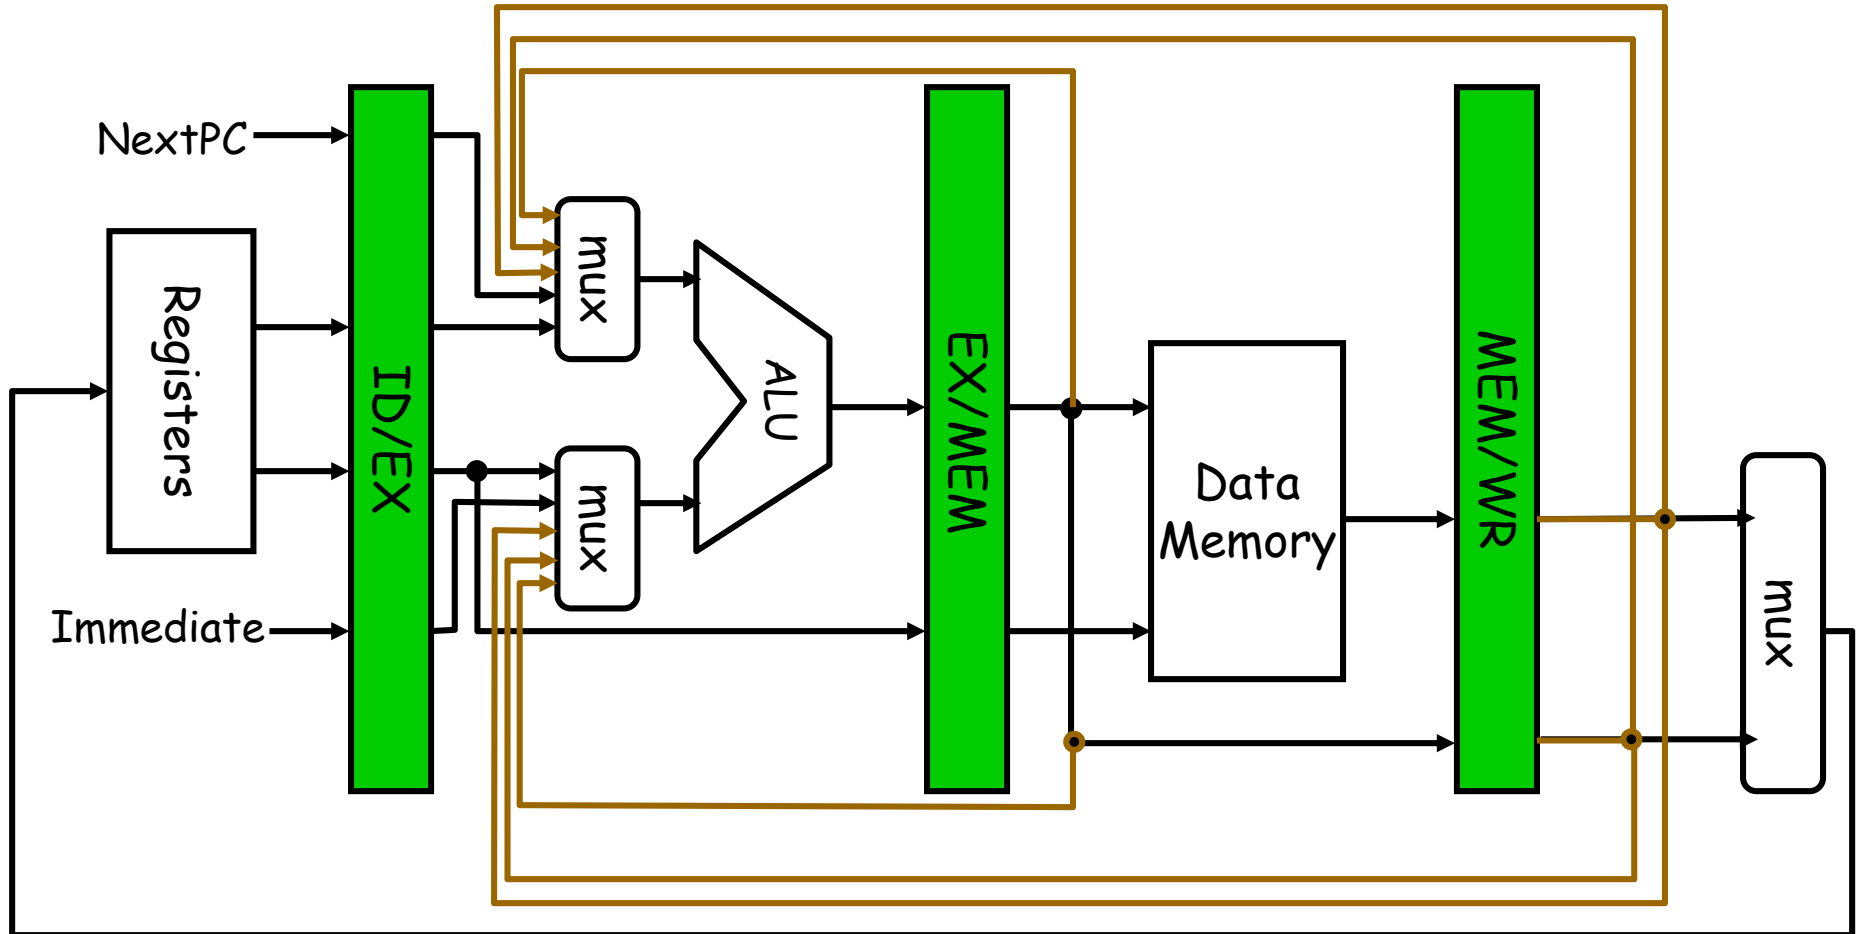 NextPC
Registers
Immediate
ID/EX
mux
mux
ALU
EX/MEM
Data
Memory
MEM/WR
mux